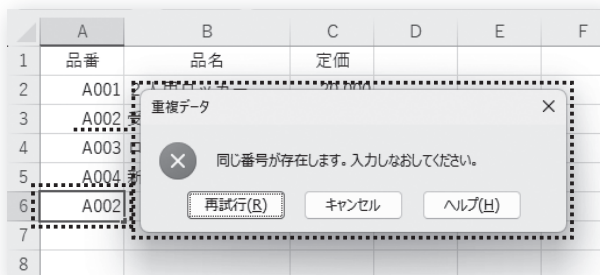 A B C D E F
1 品番 品名 定価
2 A001
重複データ
3 A002
4 A003
同じ番号が存在します。入力しなおしてください。
5 A004
6 A002
再試行(R) キャンセル ヘルプ(H)
7
8